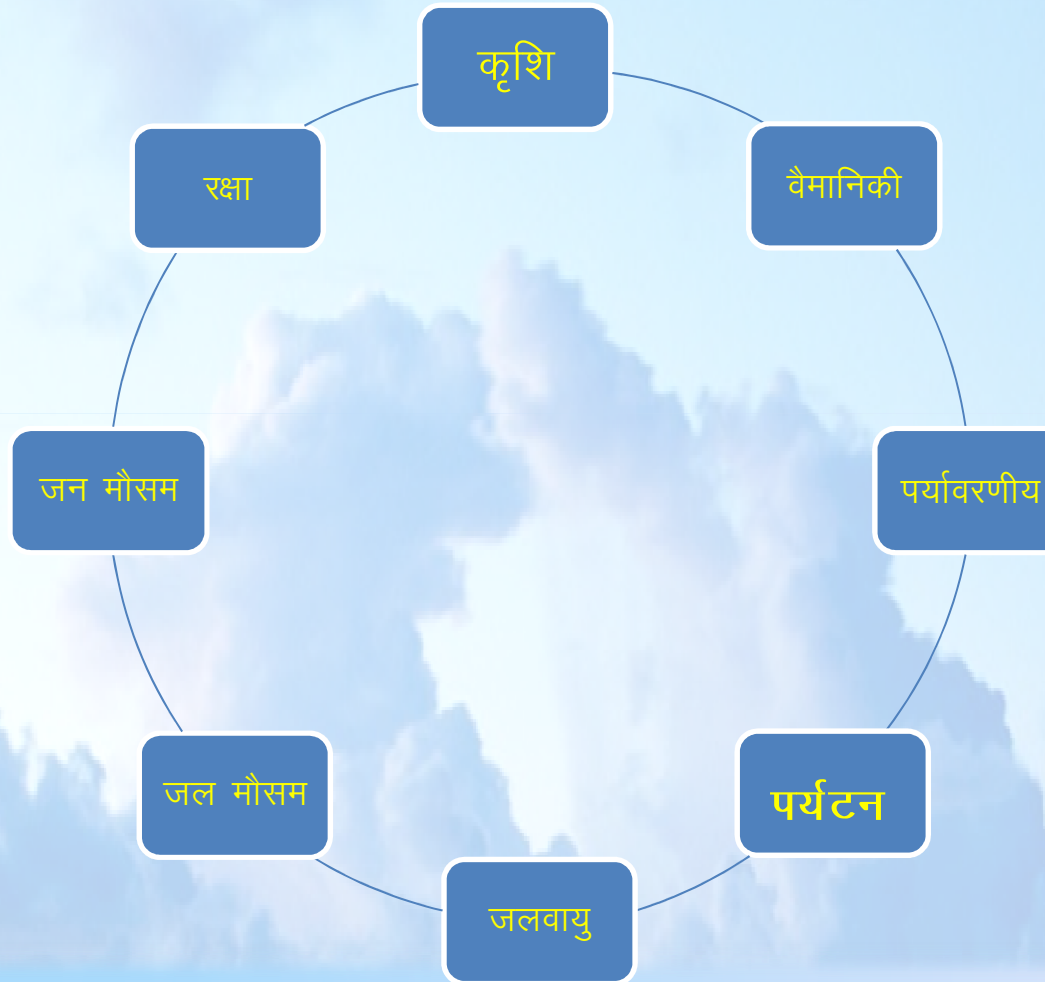 कृशि
वैमानिकी
पर्यावरणीय
पर्यटन
जलवायु
जल मौसम
जन मौसम
रक्षा